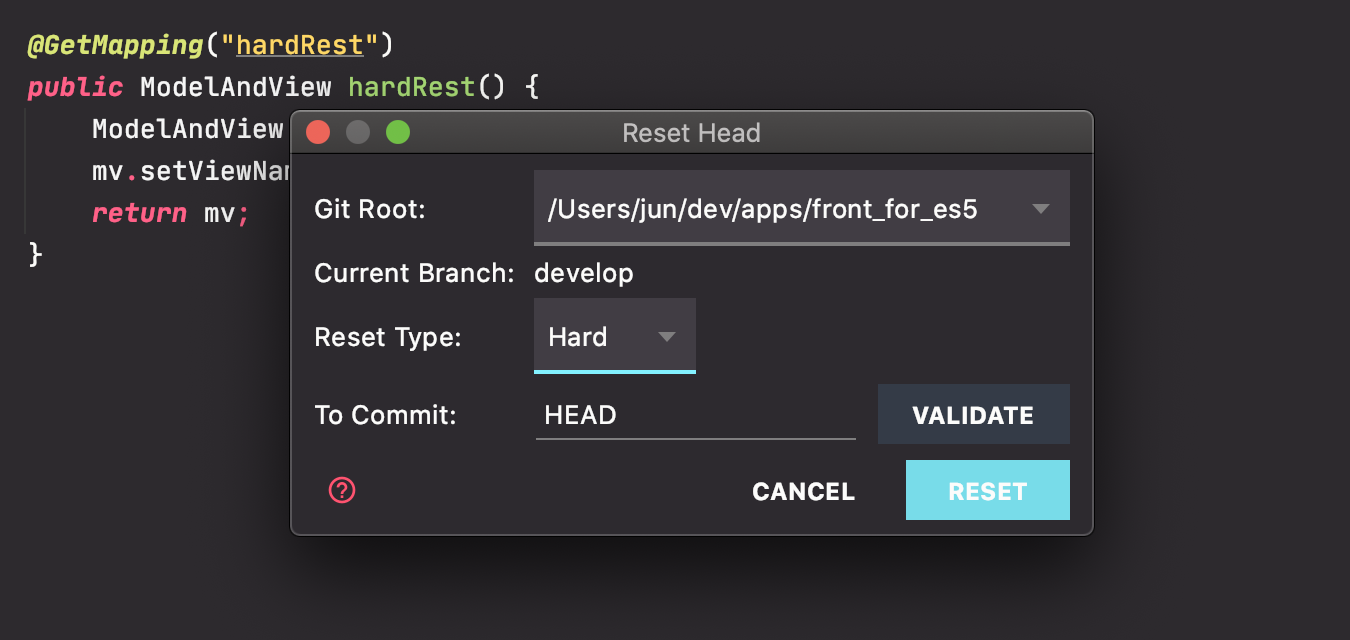 @GetMapping("hardRest")
public ModelAndView hardRest() {
ModelAndView
mv.setViewNa
return mv;
}
Reset Head
Git Root: /Users/jun/dev/apps/front_for_es5
Current Branch: develop
Reset Type: Hard
To Commit: HEAD VALIDATE
? CANCEL RESET